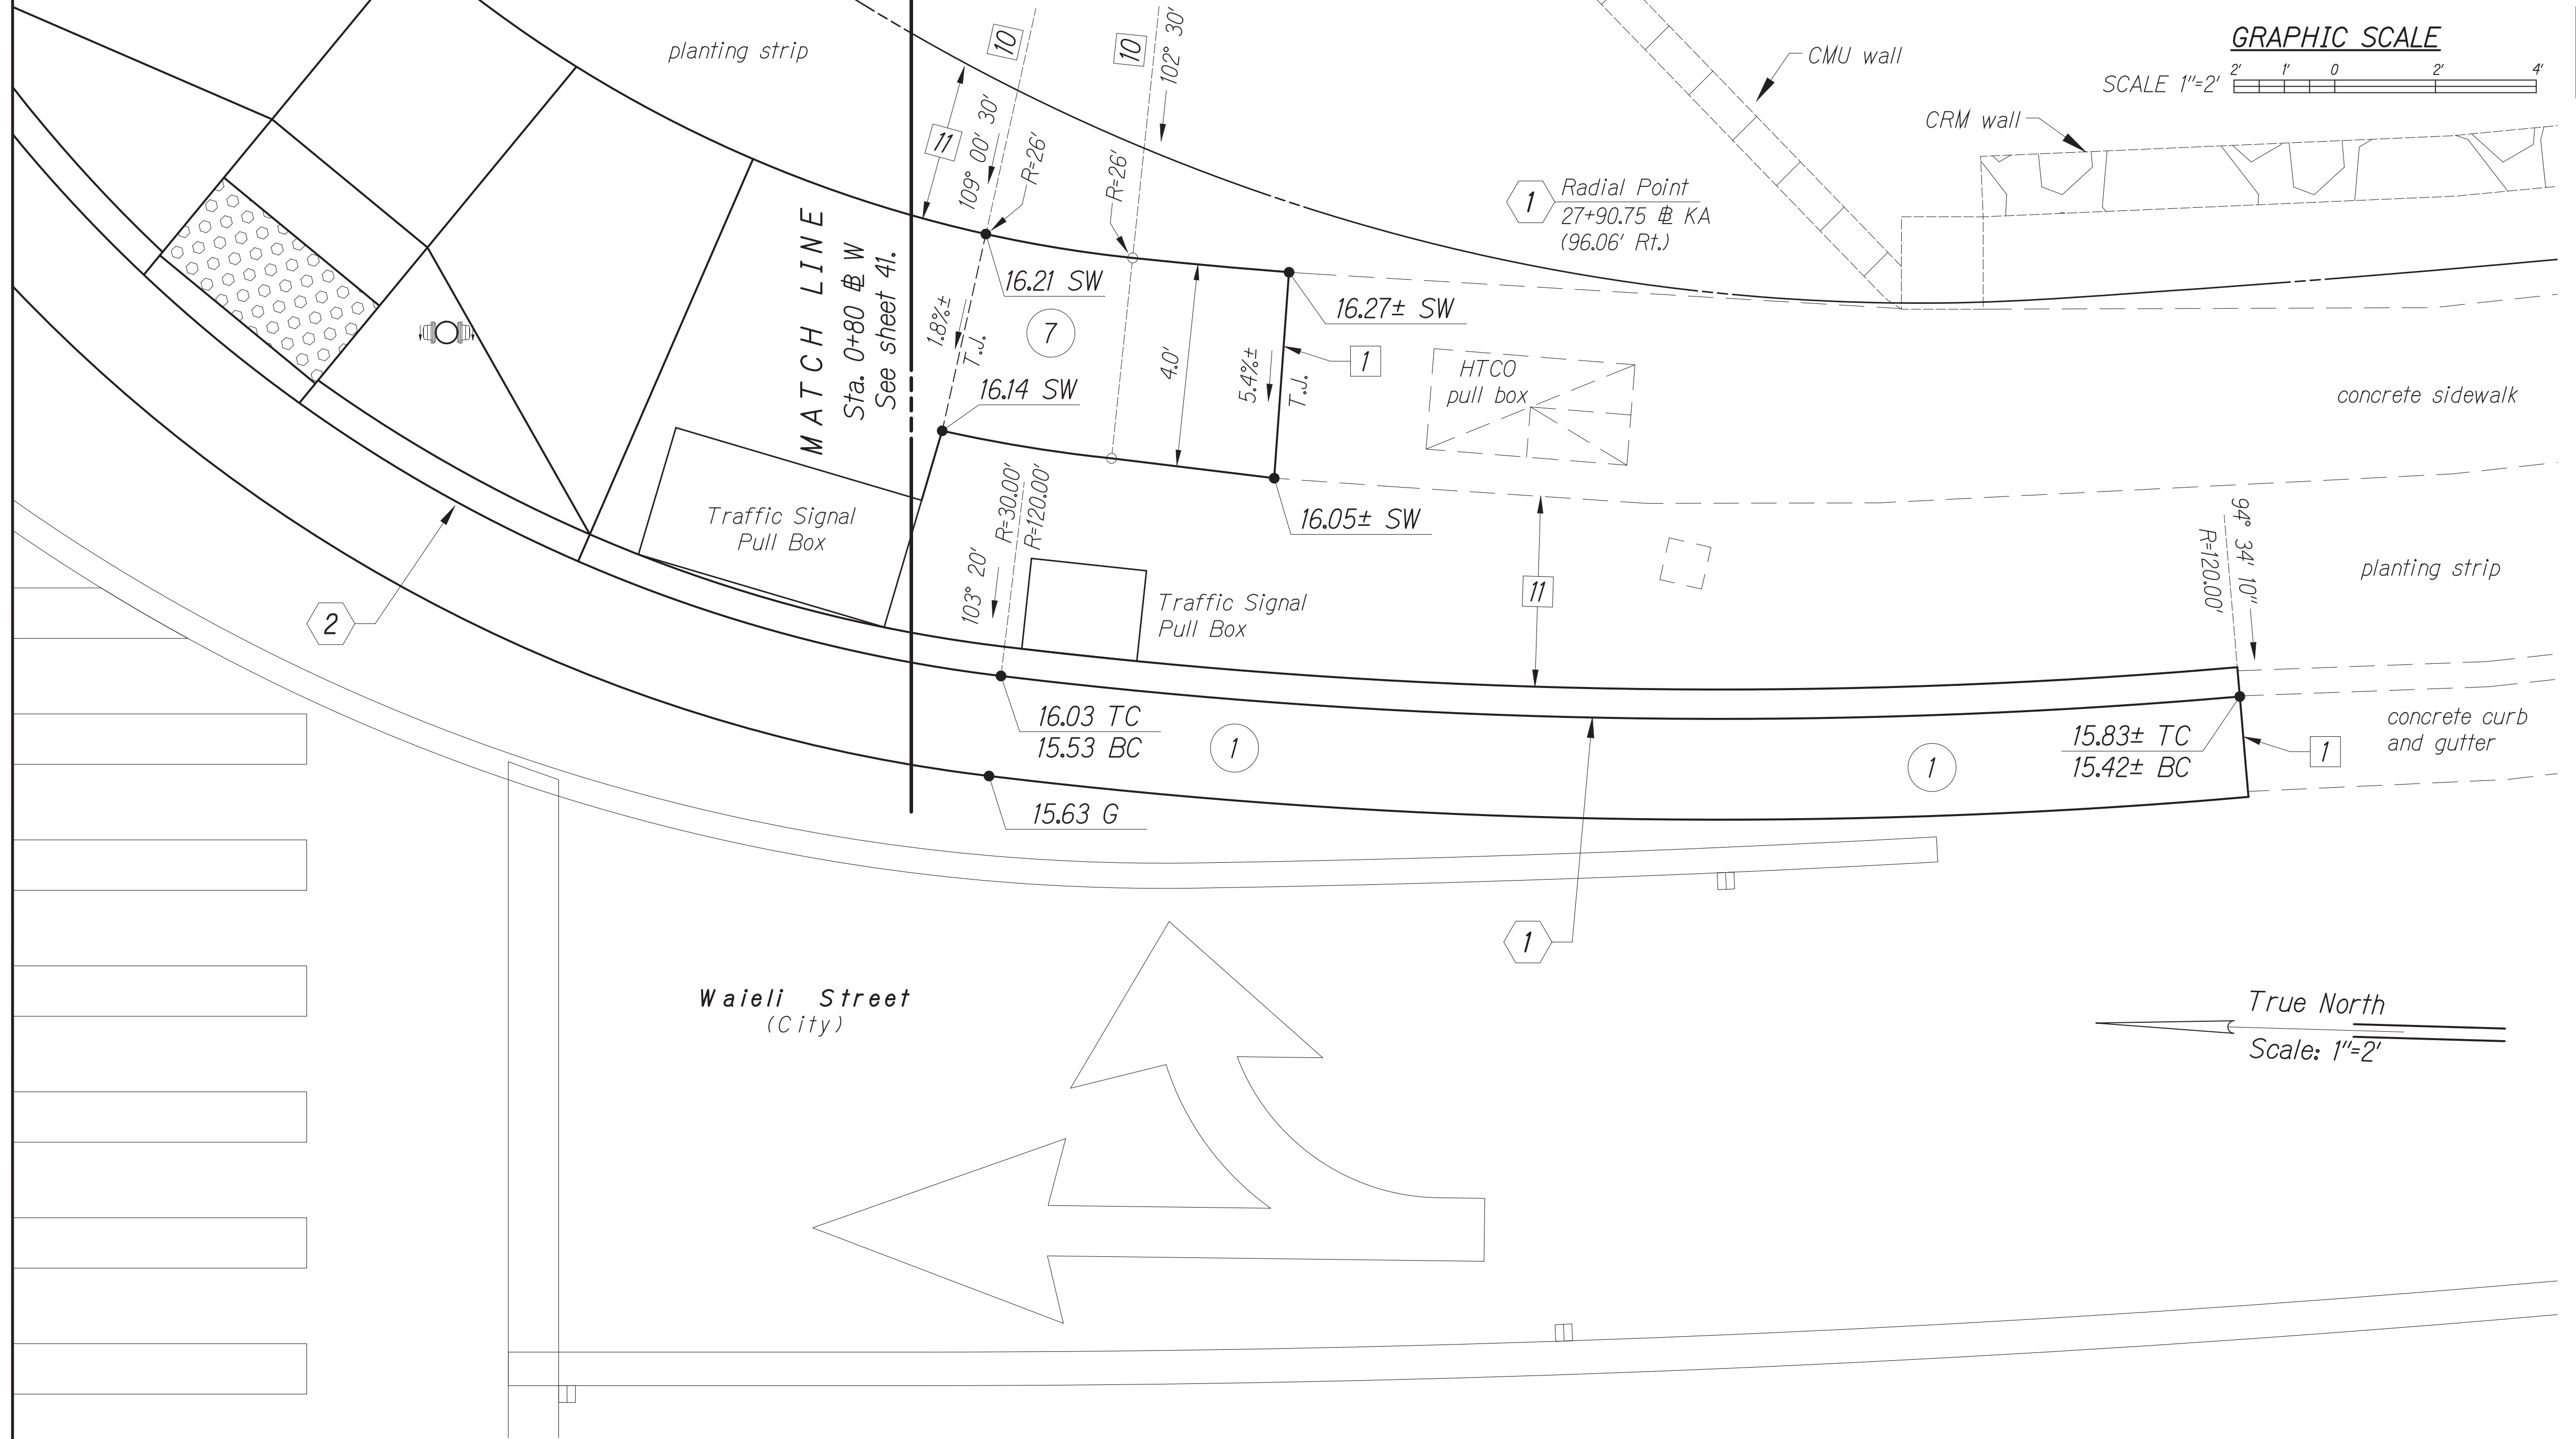 GRAPHIC SCALE
SCALE 1"=2'
2' 1' 0 2' 4'
planting strip
10
10
102° 30'
11
109° 00' 30'
R=26'
R=26'
CMU wall
CRM wall
1
Radial Point
27+90.75 ⅊ KA
(96.06' Rt.)
MATCH LINE
Sta. 0+80 ⅊ W
See sheet 41.
16.21 SW
7
1.8%±
T.J.
16.14 SW
4.0'
5.4%±
T.J.
16.27± SW
1
HTCO
pull box
concrete sidewalk
16.05± SW
Traffic Signal
Pull Box
103° 20'
R=30.00'
R=120.00'
Traffic Signal
Pull Box
11
94° 34' 10"
R=120.00'
planting strip
2
16.03 TC
15.53 BC
1
1
15.83± TC
15.42± BC
1
concrete curb
and gutter
15.63 G
1
Waieli Street
(City)
True North
Scale: 1"=2'